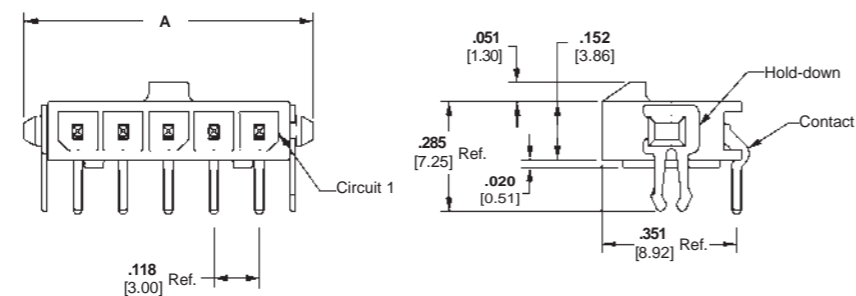 A
Circuit 1
.118
[3.00] Ref.
.051
[1.30]
.152
[3.86]
Hold-down
Contact
.285
[7.25] Ref.
.020
[0.51]
.351
[8.92] Ref.